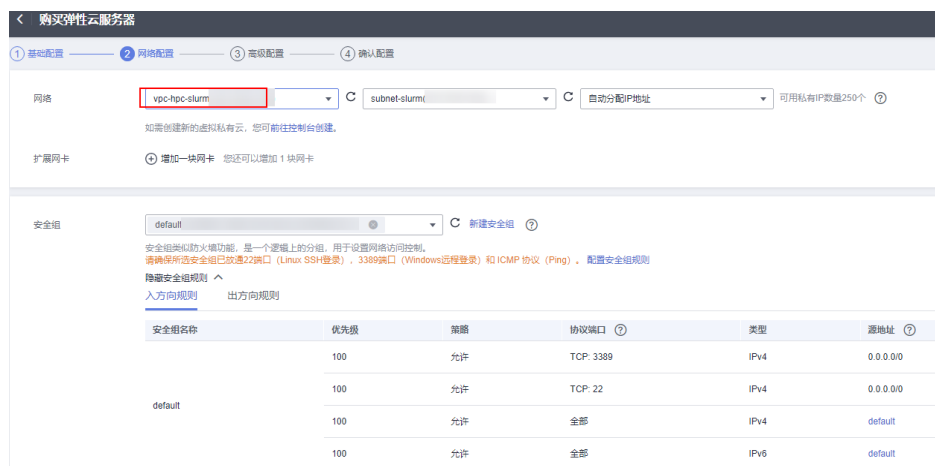 < 购买弹性云服务器
1 基础配置 2 网络配置 3 高级配置 4 确认配置
网络 vpc-hpc-slurm subnet-slurm 自动分配IP地址 可用私有IP数量250个 ?
如需创建新的虚拟私有云，您可前往控制台创建。
扩展网卡 增加一块网卡 您还可以增加 1 块网卡
安全组 default 新建安全组 ?
安全组类似防火墙功能，是一个逻辑上的分组，用于设置网络访问控制。
请确保所选安全组已放通22端口（Linux SSH登录），3389端口（Windows远程登录）和 ICMP 协议（Ping）。 配置安全组规则
隐藏安全组规则
入方向规则 出方向规则
安全组名称 优先级 策略 协议端口 ? 类型 源地址 ?
100 允许 TCP: 3389 IPv4 0.0.0.0/0
100 允许 TCP: 22 IPv4 0.0.0.0/0
default
100 允许 全部 IPv4 default
100 允许 全部 IPv6 default